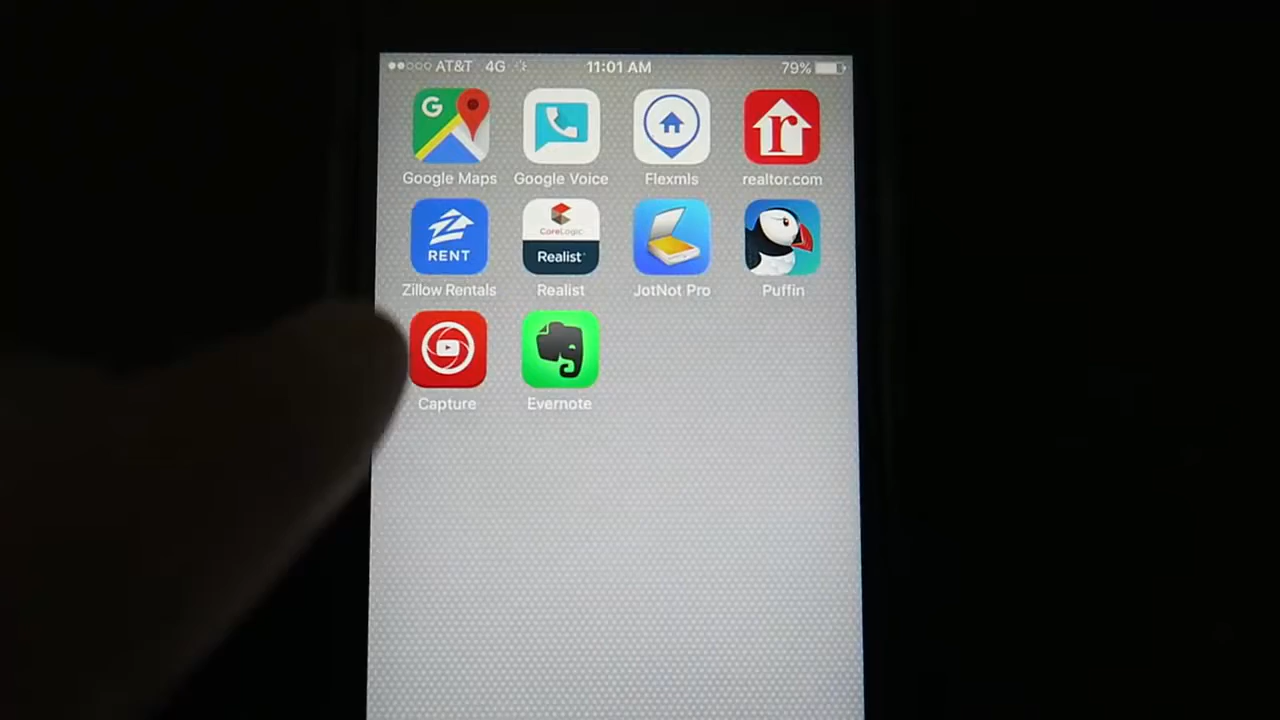 AT&T 4G 11:01 AM 79%
G
r
Google Maps Google Voice Flexmls realtor.com
RENT
CoreLogic
Realist
Zillow Rentals Realist JotNot Pro Puffin
Capture Evernote